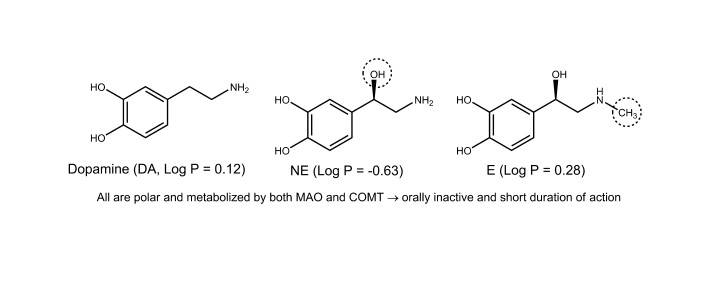 OH
OH
HO
NH₂
HO
NH₂
HO
H
N
CH₃
HO
HO
HO
Dopamine (DA, Log P = 0.12)
NE (Log P = -0.63)
E (Log P = 0.28)
All are polar and metabolized by both MAO and COMT → orally inactive and short duration of action